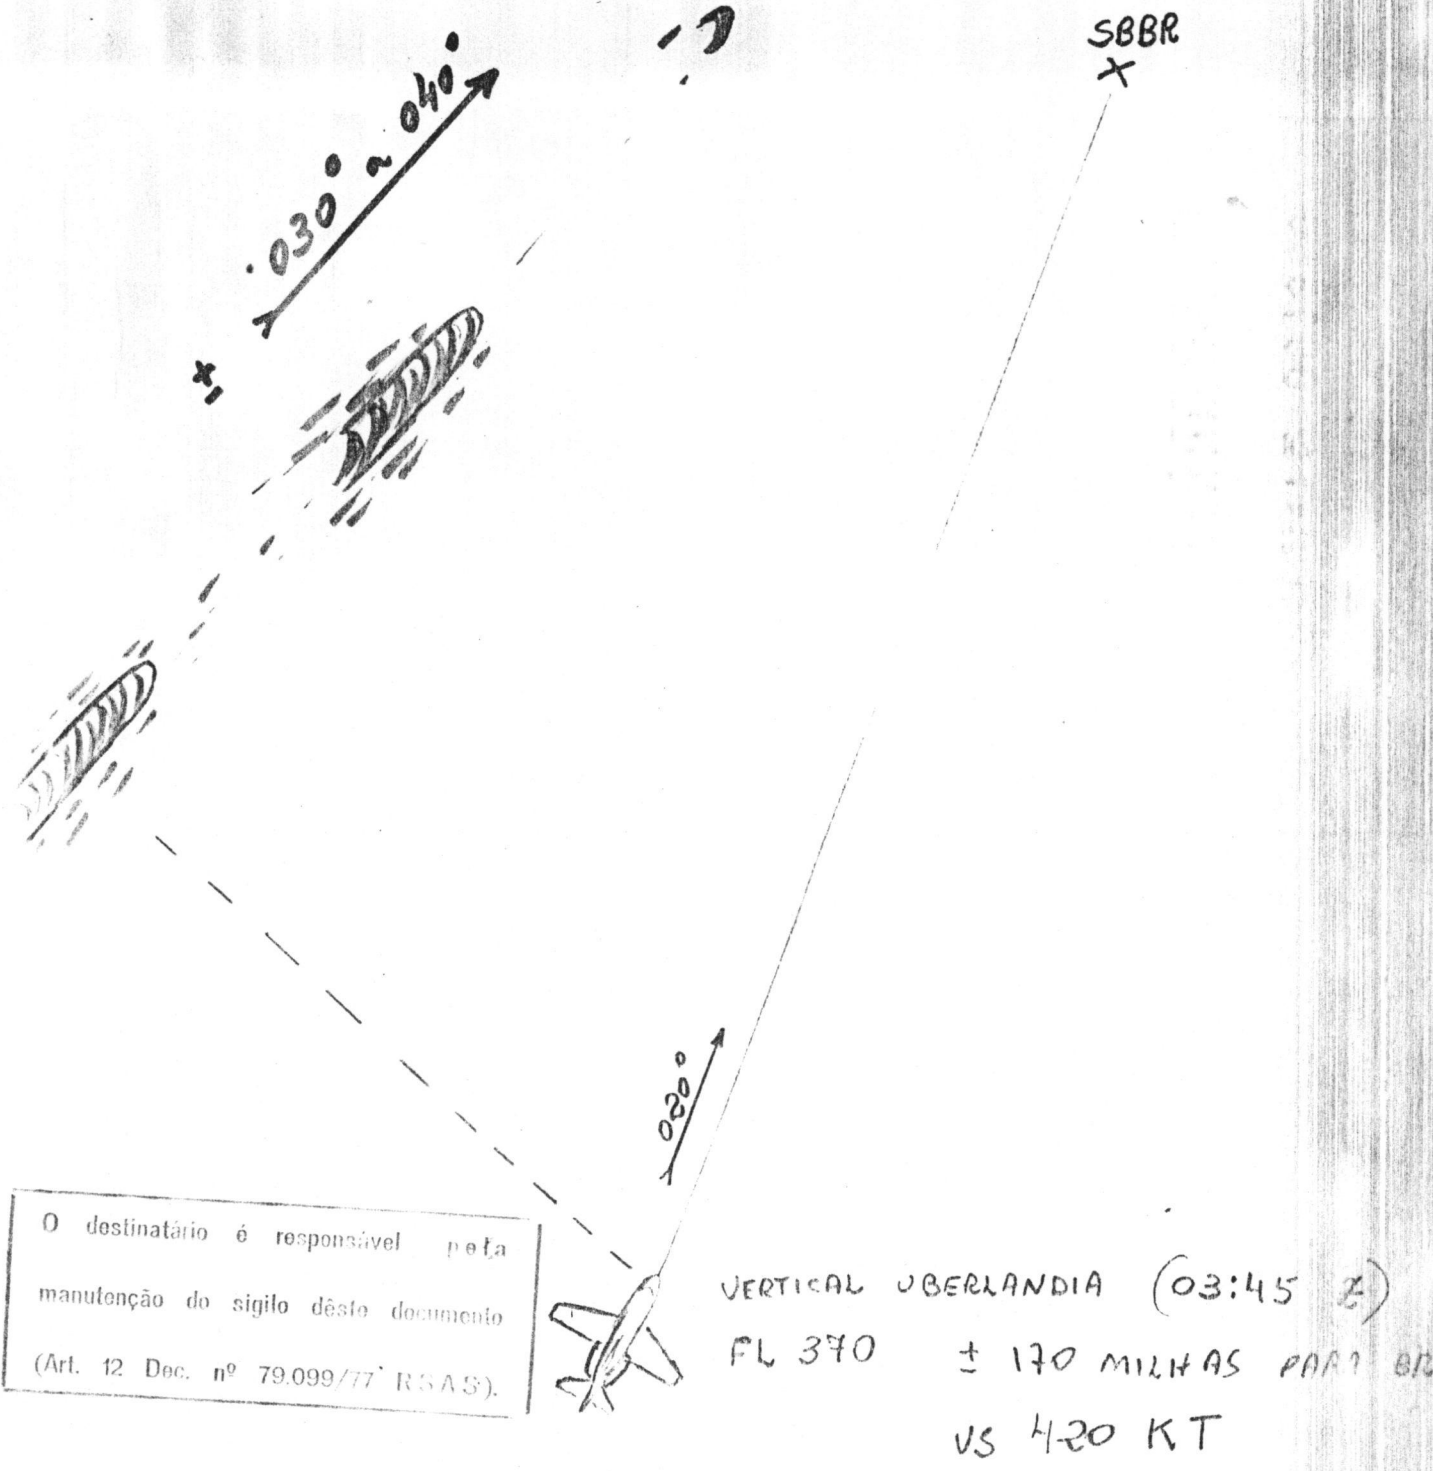 SBBR
030° ~ 040°
020°
O destinatário é responsável pela
manutenção do sigilo dêste documento
(Art. 12 Dec. nº 79.099/77 RSAS).
VERTICAL UBERLANDIA (03:45 Z)
FL 370 ± 170 MILHAS PARA
VS 420 KT